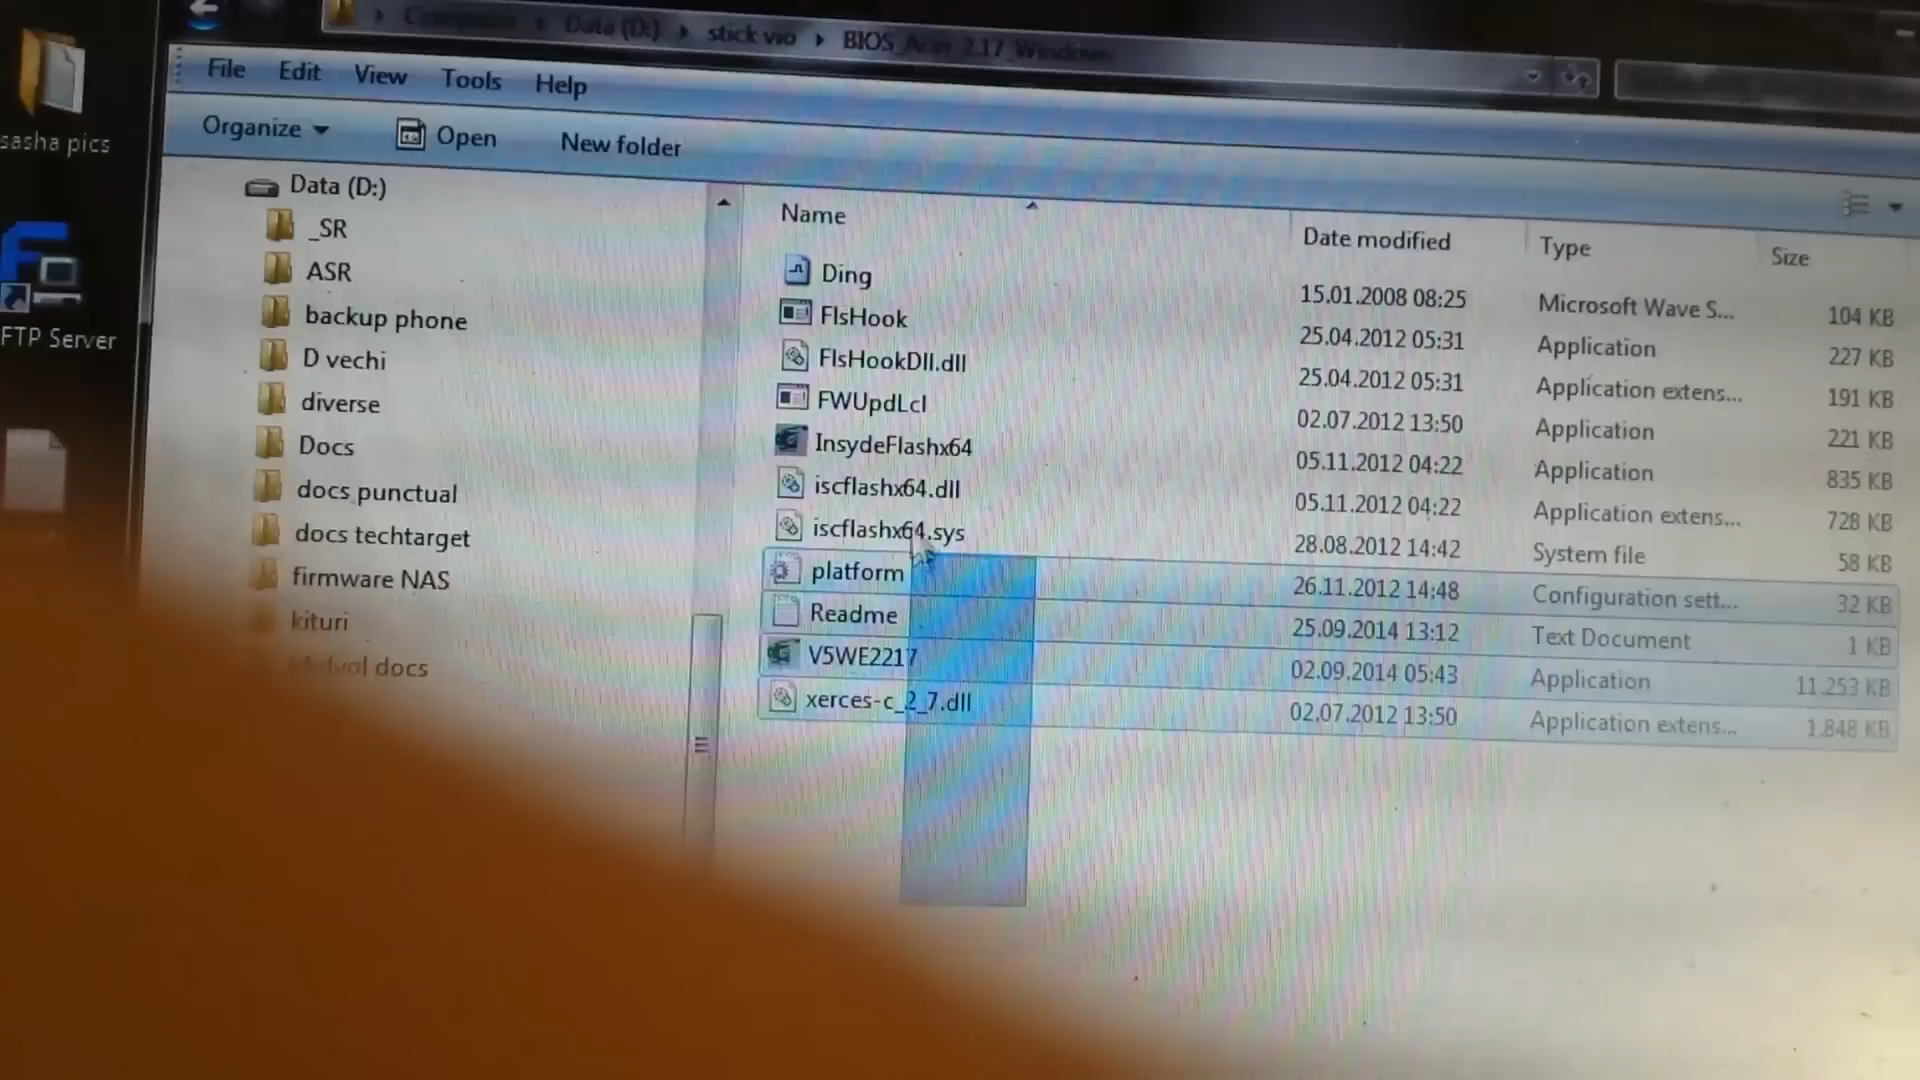 Computer Data (D:) stick vio BIOS_Acer_2.17_Windows
File Edit View Tools Help
Organize Open New folder
sasha pics
FTP Server
Data (D:)
_SR
ASR
backup phone
D vechi
diverse
Docs
docs punctual
docs techtarget
firmware NAS
kituri
docs
Name Date modified Type Size
Ding 15.01.2008 08:25 Microsoft Wave S... 104 KB
FlsHook 25.04.2012 05:31 Application 227 KB
FlsHookDll.dll 25.04.2012 05:31 Application extens... 191 KB
FWUpdLcl 02.07.2012 13:50 Application 221 KB
InsydeFlashx64 05.11.2012 04:22 Application 835 KB
iscflashx64.dll 05.11.2012 04:22 Application extens... 728 KB
iscflashx64.sys 28.08.2012 14:42 System file 58 KB
platform 26.11.2012 14:48 Configuration sett... 32 KB
Readme 25.09.2014 13:12 Text Document 1 KB
V5WE2217 02.09.2014 05:43 Application 11.253 KB
xerces-c_2_7.dll 02.07.2012 13:50 Application extens... 1.848 KB